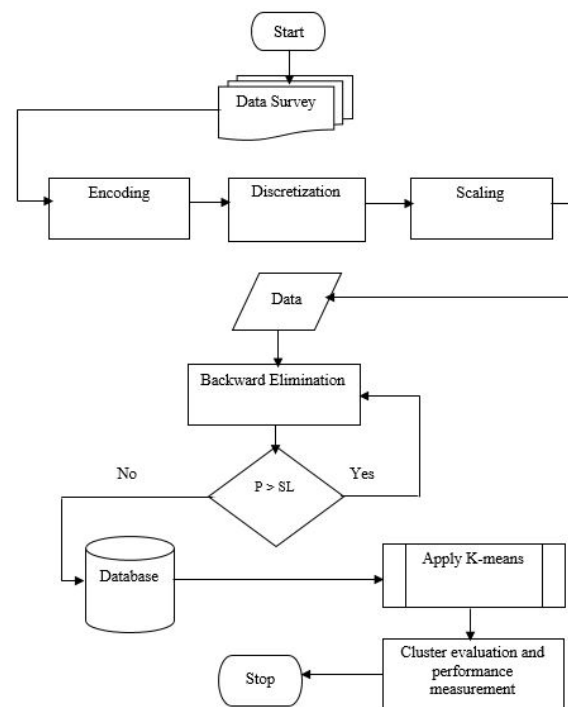 Start
Data Survey
Encoding
Discretization
Scaling
Data
Backward Elimination
No
P > SL
Yes
Database
Apply K-means
Cluster evaluation and
performance
measurement
Stop